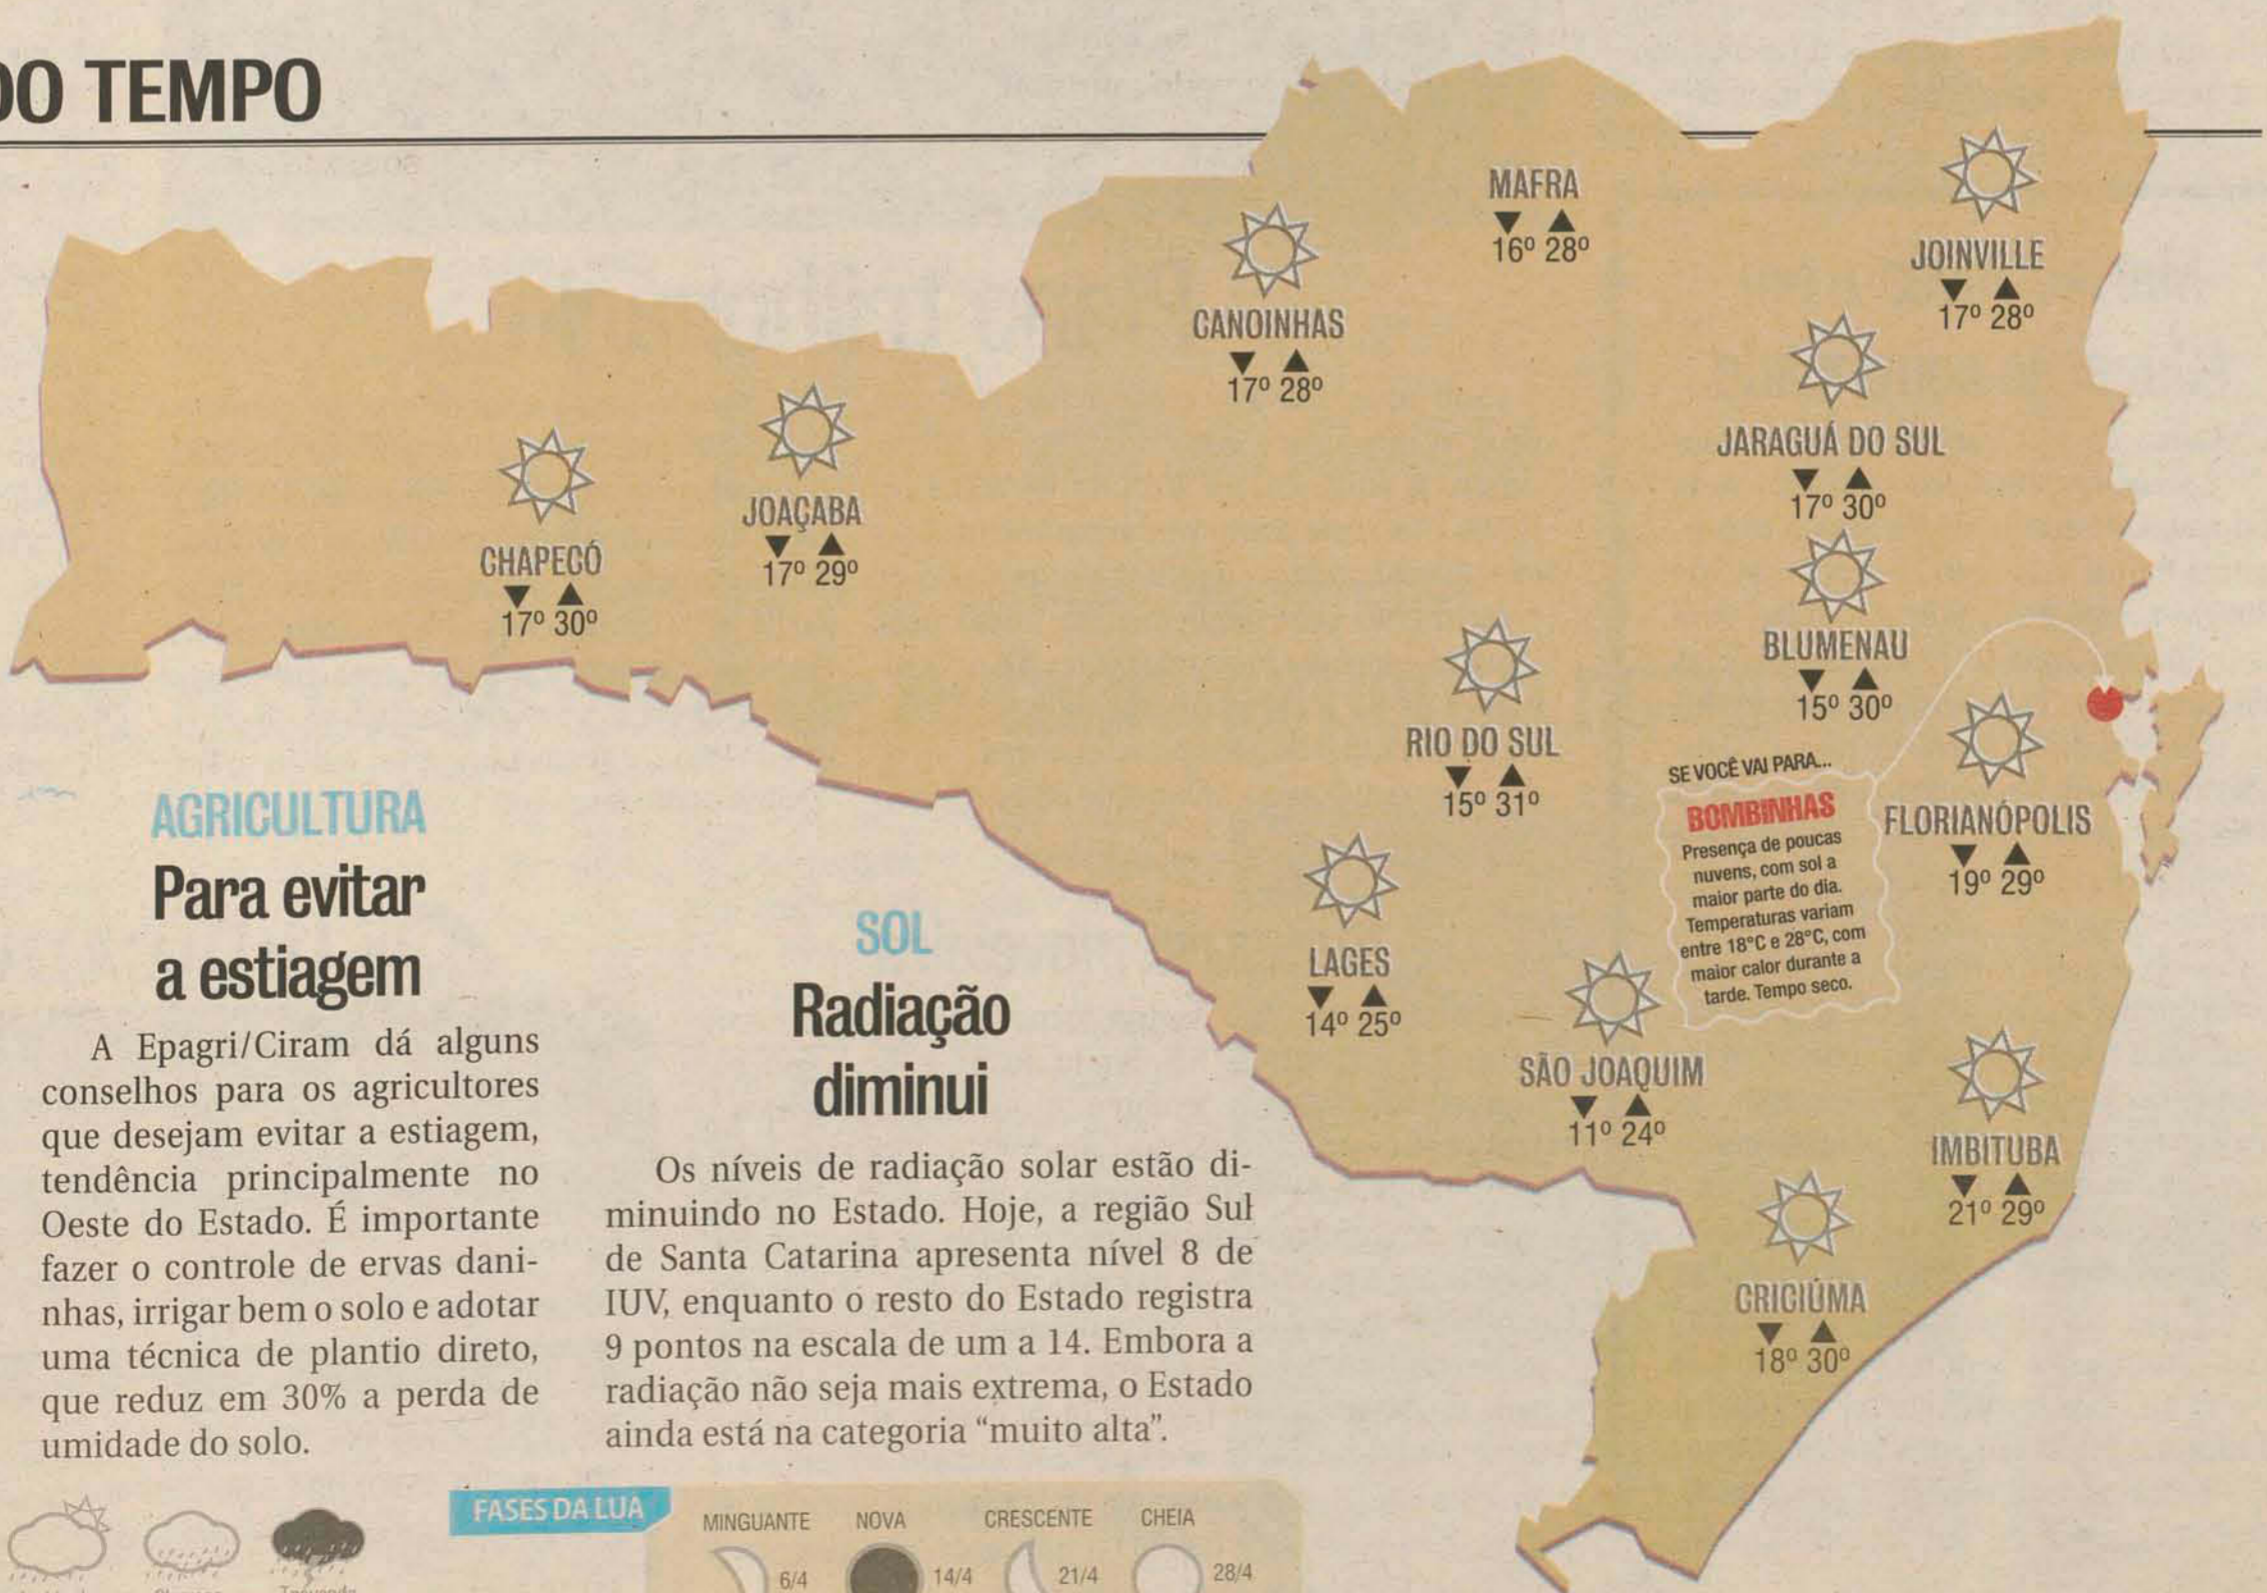 DO TEMPO
MAFRA
16º 28º
JOINVILLE
17º 28º
CANOINHAS
17º 28º
JARAGUÁ DO SUL
17º 30º
JOAÇABA
17º 29º
CHAPECÓ
17º 30º
BLUMENAU
15º 30º
RIO DO SUL
15º 31º
SE VOCÊ VAI PARA...
BOMBINHAS
Presença de poucas
nuvens, com sol a
maior parte do dia.
Temperaturas variam
entre 18°C e 28°C, com
maior calor durante a
tarde. Tempo seco.
FLORIANÓPOLIS
19º 29º
LAGES
14º 25º
SÃO JOAQUIM
11º 24º
IMBITUBA
21º 29º
CRICIÚMA
18º 30º
AGRICULTURA
Para evitar
a estiagem
A Epagri/Ciram dá alguns
conselhos para os agricultores
que desejam evitar a estiagem,
tendência principalmente no
Oeste do Estado. É importante
fazer o controle de ervas dani-
nhas, irrigar bem o solo e adotar
uma técnica de plantio direto,
que reduz em 30% a perda de
umidade do solo.
SOL
Radiação
diminui
Os níveis de radiação solar estão di-
minuindo no Estado. Hoje, a região Sul
de Santa Catarina apresenta nível 8 de
IUV, enquanto o resto do Estado registra
9 pontos na escala de um a 14. Embora a
radiação não seja mais extrema, o Estado
ainda está na categoria “muito alta”.
FASES DA LUA
MINGUANTE
6/4
NOVA
14/4
CRESCENTE
21/4
CHEIA
28/4